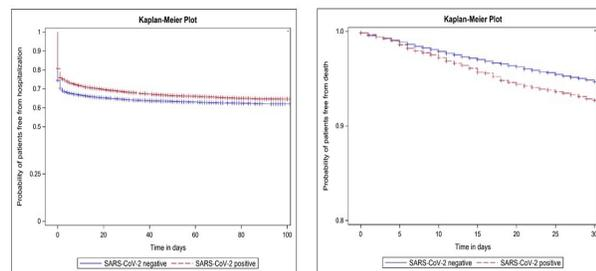 Kaplan-Meier Plot
Probability of patients free from hospitalization
1
0.9
0.8
0.7
0.6
0.5
0.25
0
0
20
40
60
80
100
Time in days
SARS-CoV-2 negative
SARS-CoV-2 positive
Kaplan-Meier Plot
Probability of patients free from death
1.0
0.9
0.8
0
5
10
15
20
25
30
Time in days
SARS-CoV-2 negative
SARS-CoV-2 positive